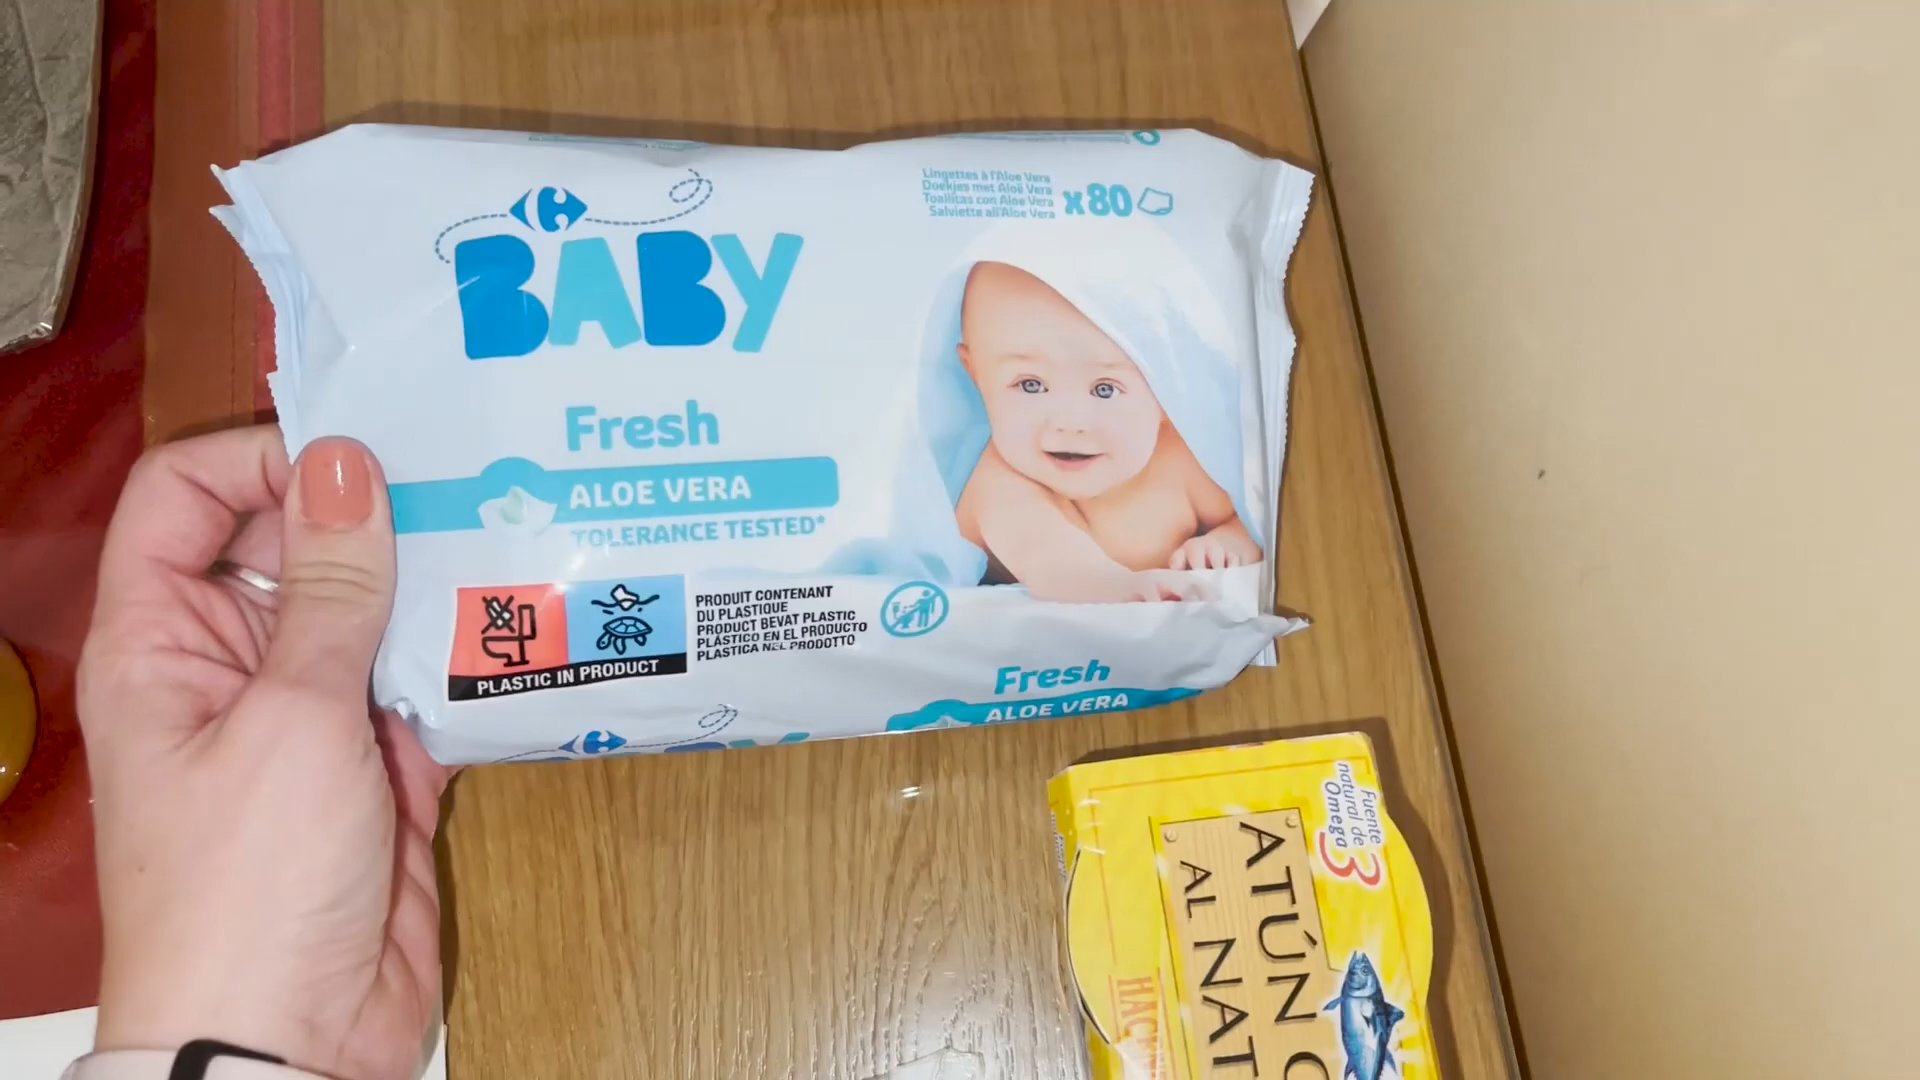 Lingettes à l'Aloe Vera
Doekjes met Aloë Vera
Toallitas con Aloe Vera
Salviette all'Aloe Vera
x80
BABY
Fresh
ALOE VERA
TOLERANCE TESTED*
PLASTIC IN PRODUCT
PRODUIT CONTENANT
DU PLASTIQUE
PRODUCT BEVAT PLASTIC
PLÁSTICO EN EL PRODUCTO
PLASTICA NEL PRODOTTO
Fresh
ALOE VERA
Fuente
natural de
Omega
3
ATÚN
AL NAT